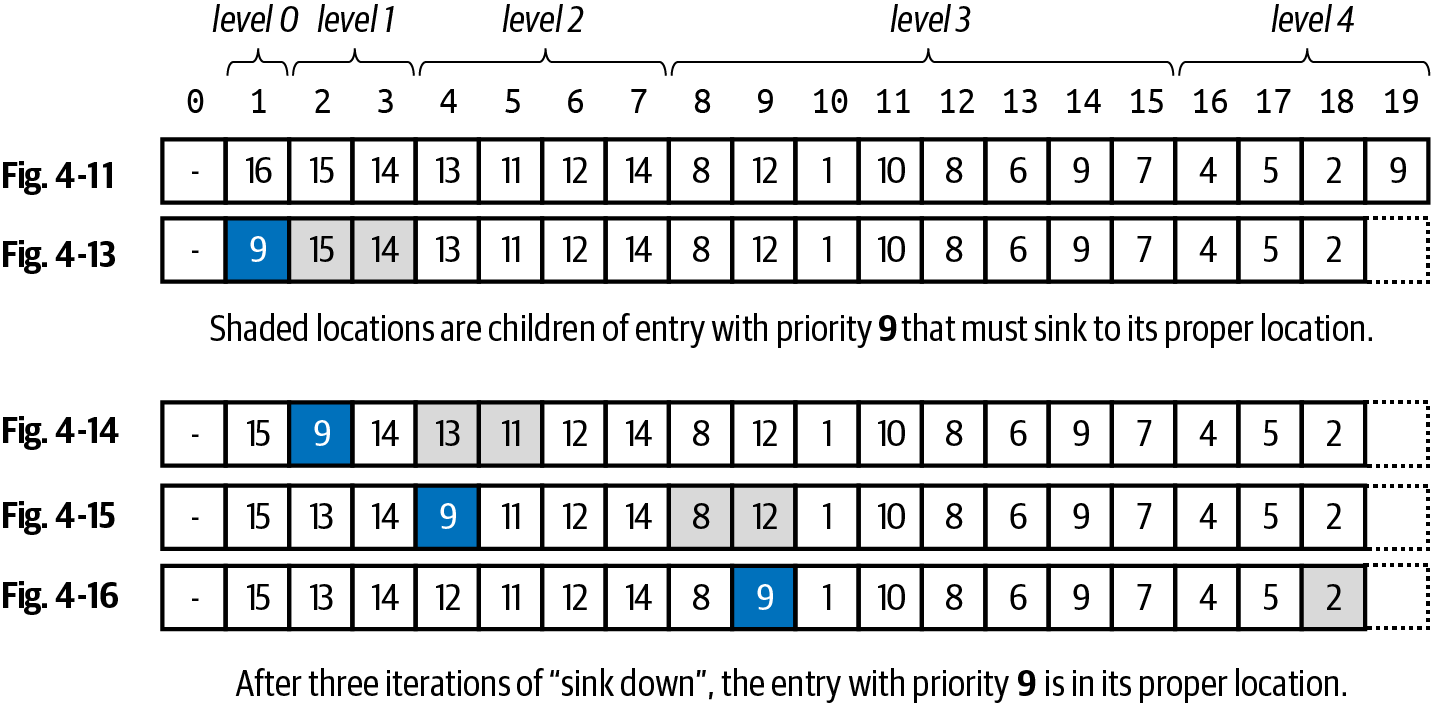 level 0 level 1 level 2 level 3 level 4
0 1 2 3 4 5 6 7 8 9 10 11 12 13 14 15 16 17 18 19
Fig. 4-11 - 16 15 14 13 11 12 14 8 12 1 10 8 6 9 7 4 5 2 9
Fig. 4-13 - 9 15 14 13 11 12 14 8 12 1 10 8 6 9 7 4 5 2
Shaded locations are children of entry with priority 9 that must sink to its proper location.
Fig. 4-14 - 15 9 14 13 11 12 14 8 12 1 10 8 6 9 7 4 5 2
Fig. 4-15 - 15 13 14 9 11 12 14 8 12 1 10 8 6 9 7 4 5 2
Fig. 4-16 - 15 13 14 12 11 12 14 8 9 1 10 8 6 9 7 4 5 2
After three iterations of “sink down”, the entry with priority 9 is in its proper location.